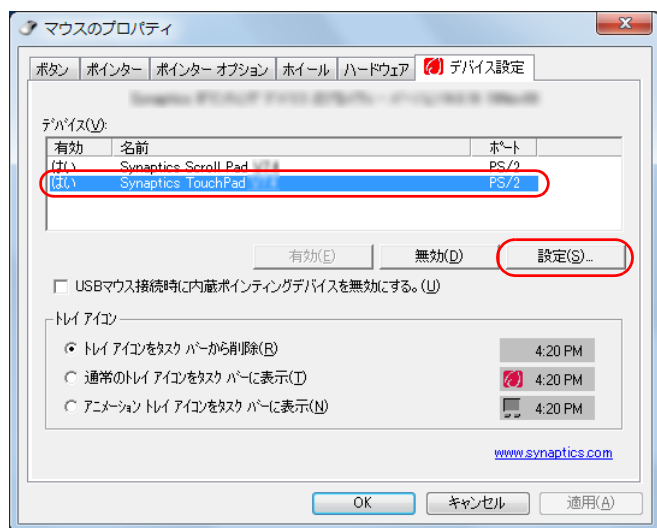 マウスのプロパティ
ボタン ポインター ポインター オプション ホイール ハードウェア デバイス設定
デバイス(V):
有効 名前 ポート
はい Synaptics Scroll Pad PS/2
はい Synaptics TouchPad PS/2
有効(E) 無効(D) 設定(S)...
USBマウス接続時に内蔵ポインティングデバイスを無効にする。(U)
トレイ アイコン
トレイ アイコンをタスク バーから削除(R) 4:20 PM
通常のトレイ アイコンをタスク バーに表示(T) 4:20 PM
アニメーション トレイ アイコンをタスク バーに表示(N) 4:20 PM
www.synaptics.com
OK キャンセル 適用(A)